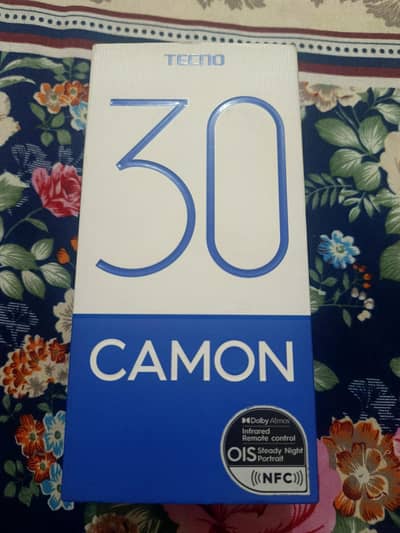 TECNO
30
CAMON
Dolby Atmos
Infrared
Remote control
OIS Steady Night
Portrait
NFC